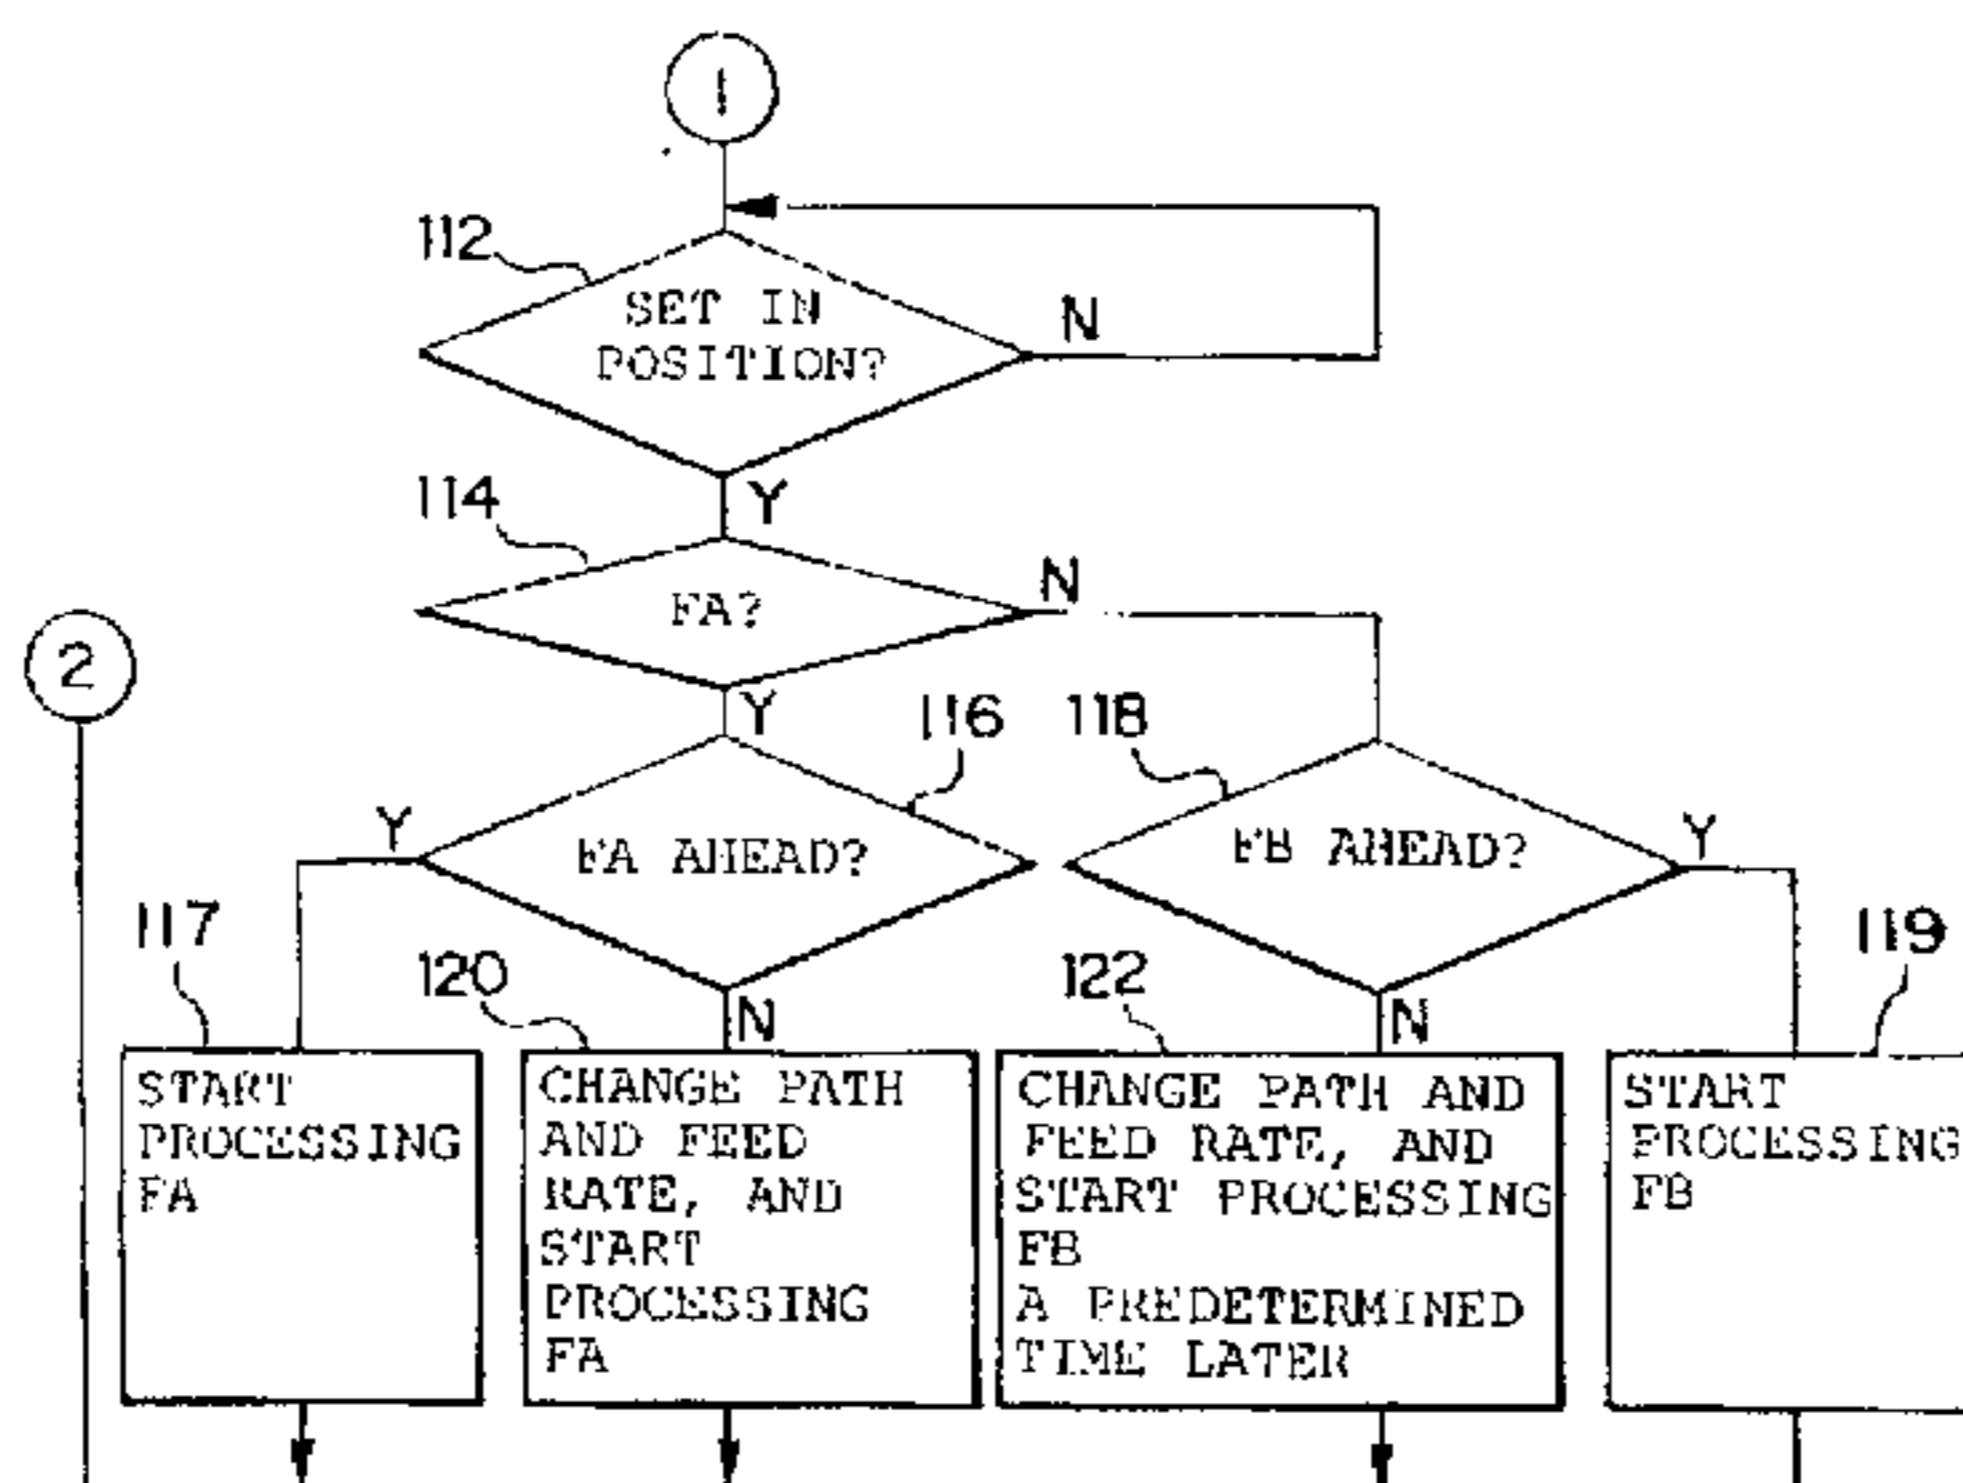 1
112
SET IN
POSITION?
N
Y
114
FA?
N
Y
2
116
118
FA AHEAD?
Y
N
FB AHEAD?
Y
N
117
120
122
119
START
PROCESSING
FA
CHANGE PATH
AND FEED
RATE, AND
START
PROCESSING
FA
CHANGE PATH AND
FEED RATE, AND
START PROCESSING
FB
A PREDETERMINED
TIME LATER
START
PROCESSING
FB